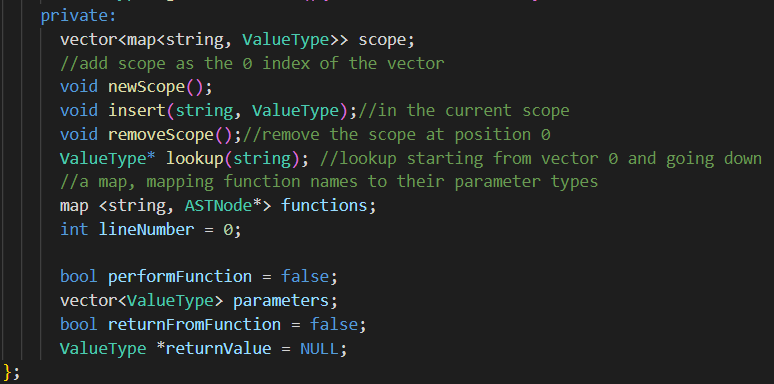 private:
vector<map<string, ValueType>> scope;
//add scope as the 0 index of the vector
void newScope();
void insert(string, ValueType);//in the current scope
void removeScope();//remove the scope at position 0
ValueType* lookup(string); //lookup starting from vector 0 and going down
//a map, mapping function names to their parameter types
map <string, ASTNode*> functions;
int lineNumber = 0;
bool performFunction = false;
vector<ValueType> parameters;
bool returnFromFunction = false;
ValueType *returnValue = NULL;
};